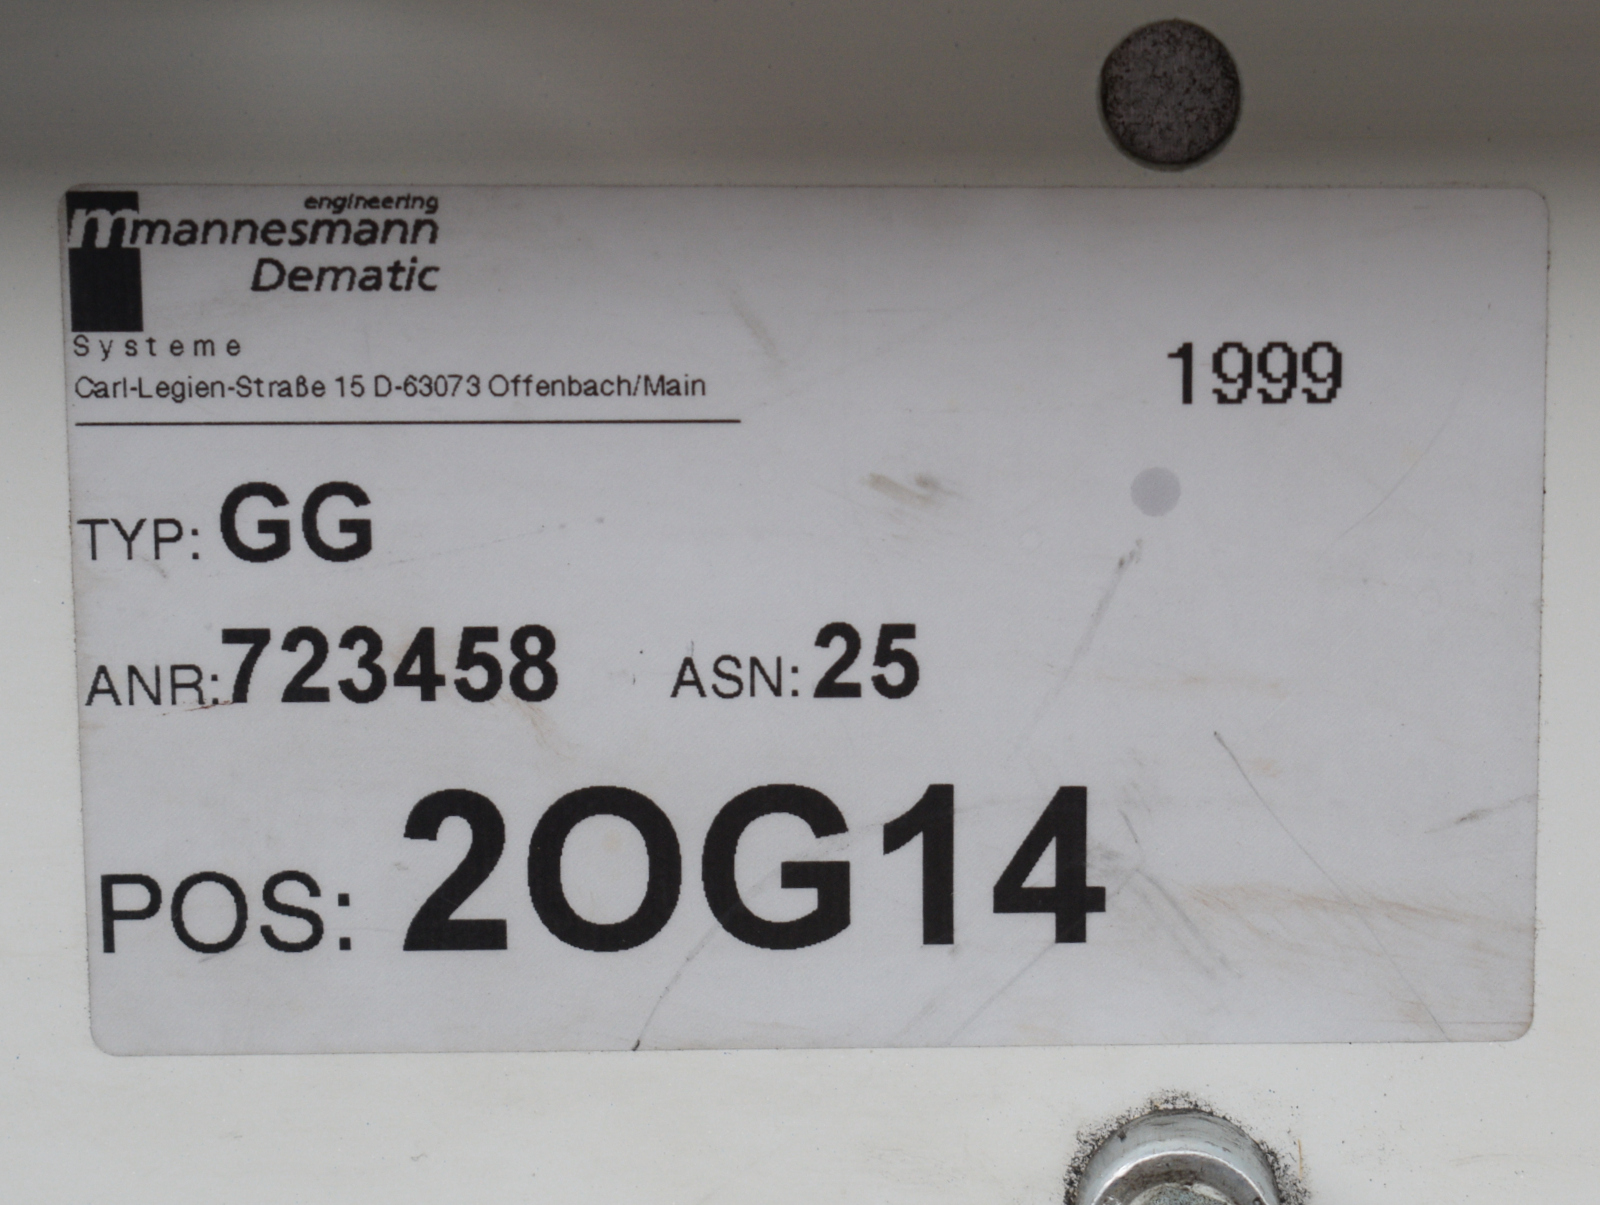 engineering
mannesmann
Dematic
Systeme
Carl-Legien-Straße 15 D-63073 Offenbach/Main
1999
TYP: GG
ANR:723458 ASN: 25
POS: 2OG14